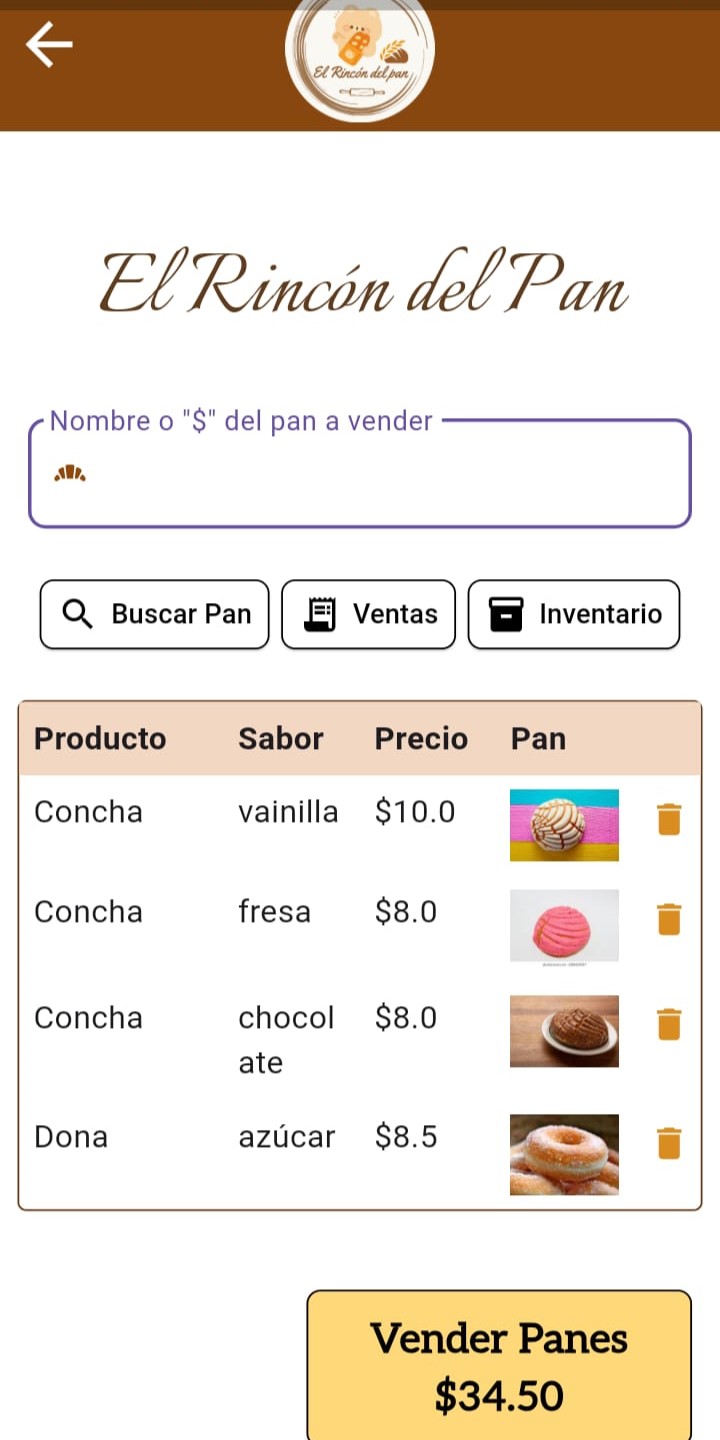 El Rincón del pan
El Rincón del Pan
Nombre o "$" del pan a vender
Buscar Pan Ventas Inventario
Producto Sabor Precio Pan
Concha vainilla $10.0
Concha fresa $8.0
Concha chocol
ate $8.0
Dona azúcar $8.5
Vender Panes
$34.50